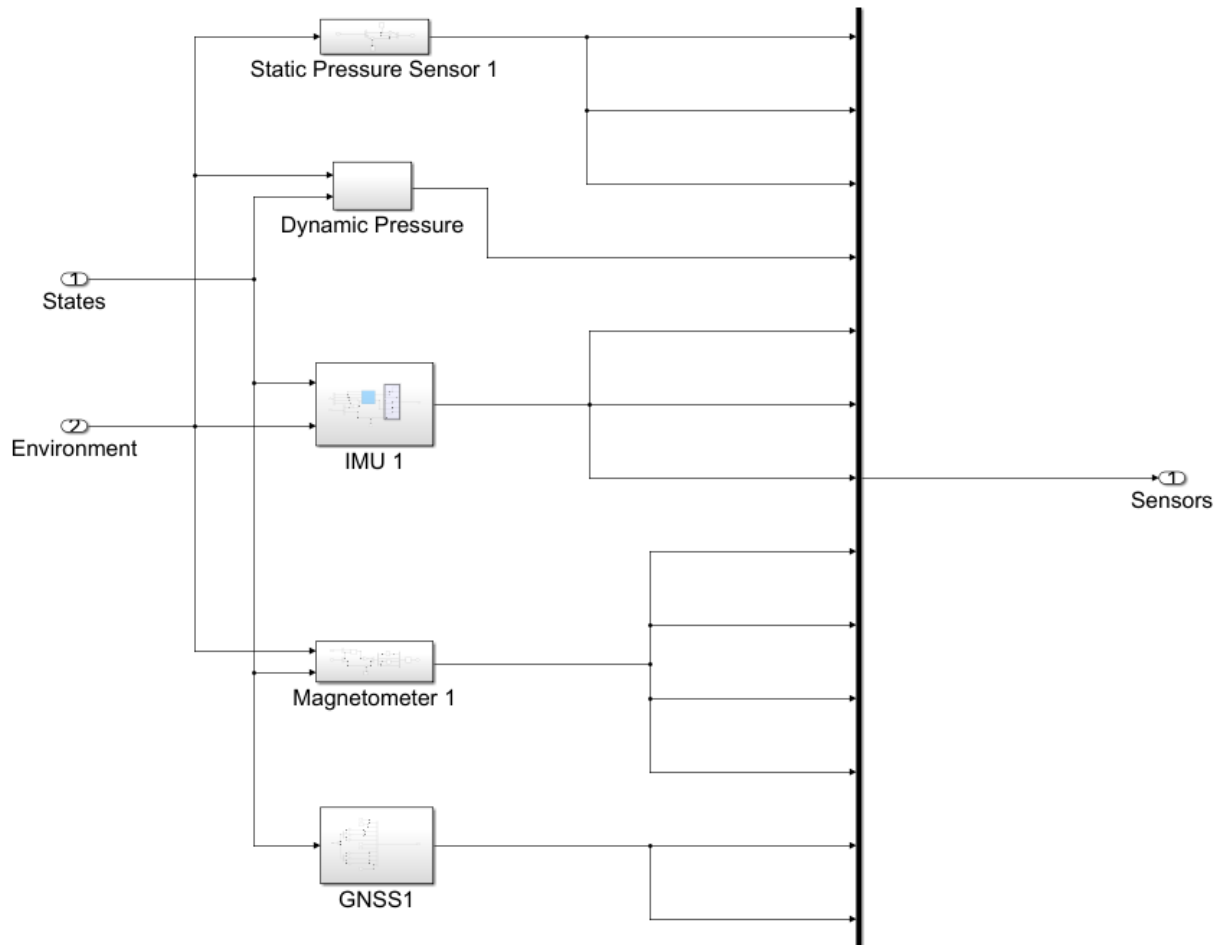 Static Pressure Sensor 1
Dynamic Pressure
1
States
2
Environment
IMU 1
1
Sensors
Magnetometer 1
GNSS1